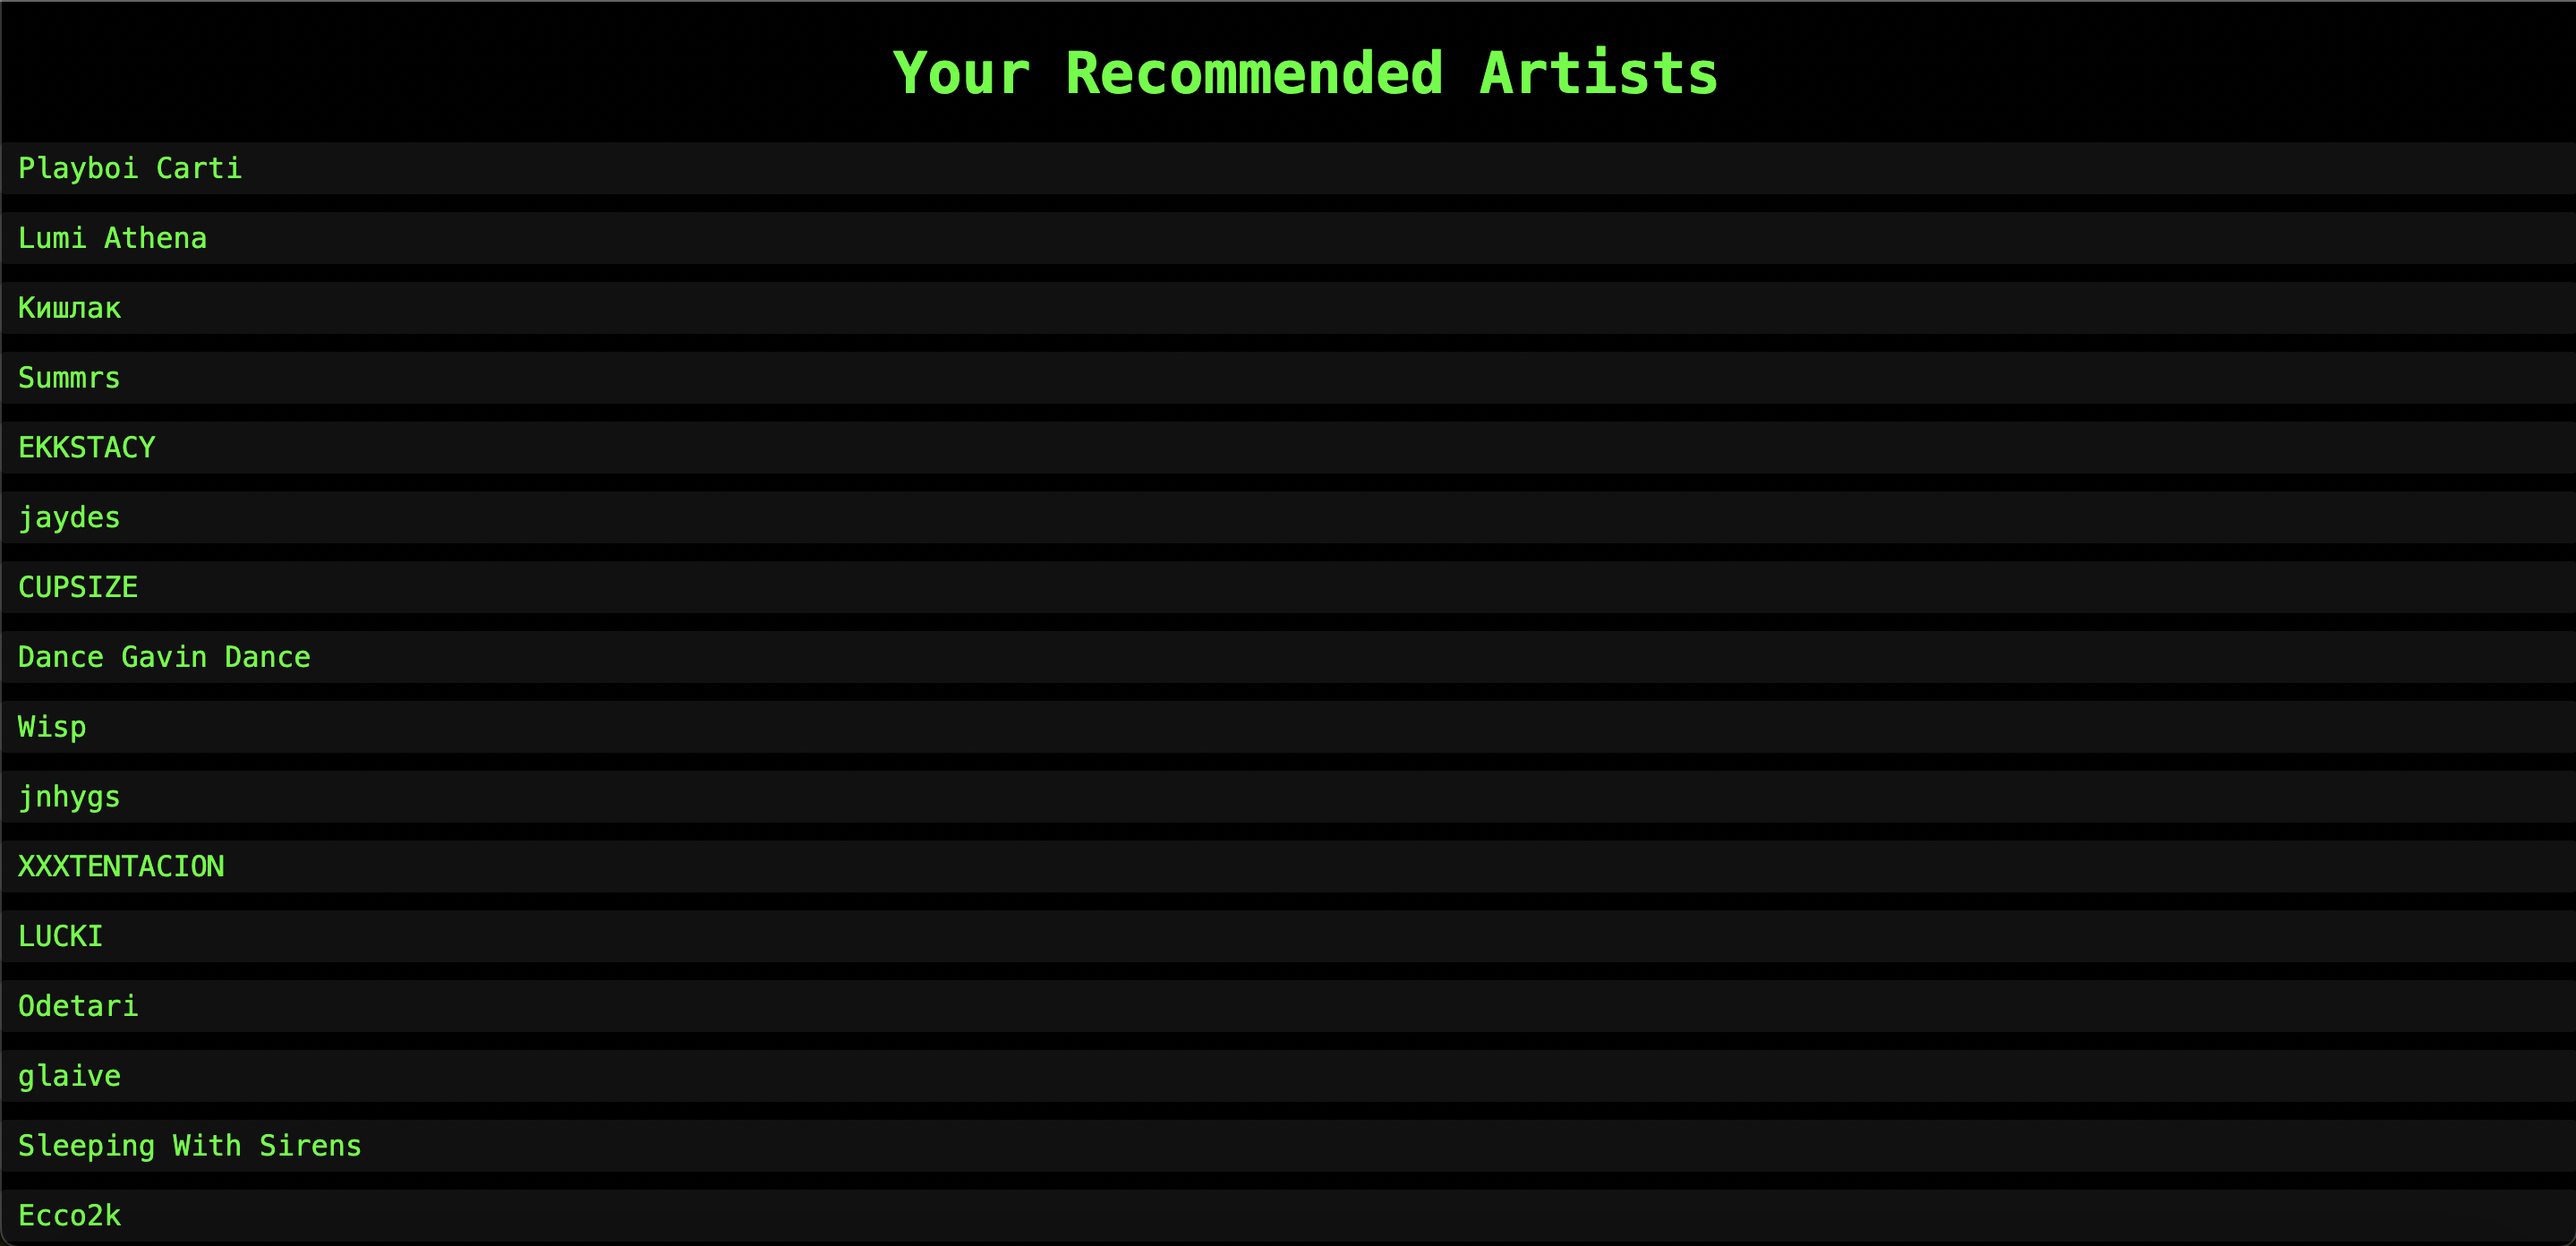 Your Recommended Artists
Playboi Carti
Lumi Athena
Кишлак
Summrs
EKKSTACY
jaydes
CUPSIZE
Dance Gavin Dance
Wisp
jnhygs
XXXTENTACION
LUCKI
Odetari
glaive
Sleeping With Sirens
Ecco2k